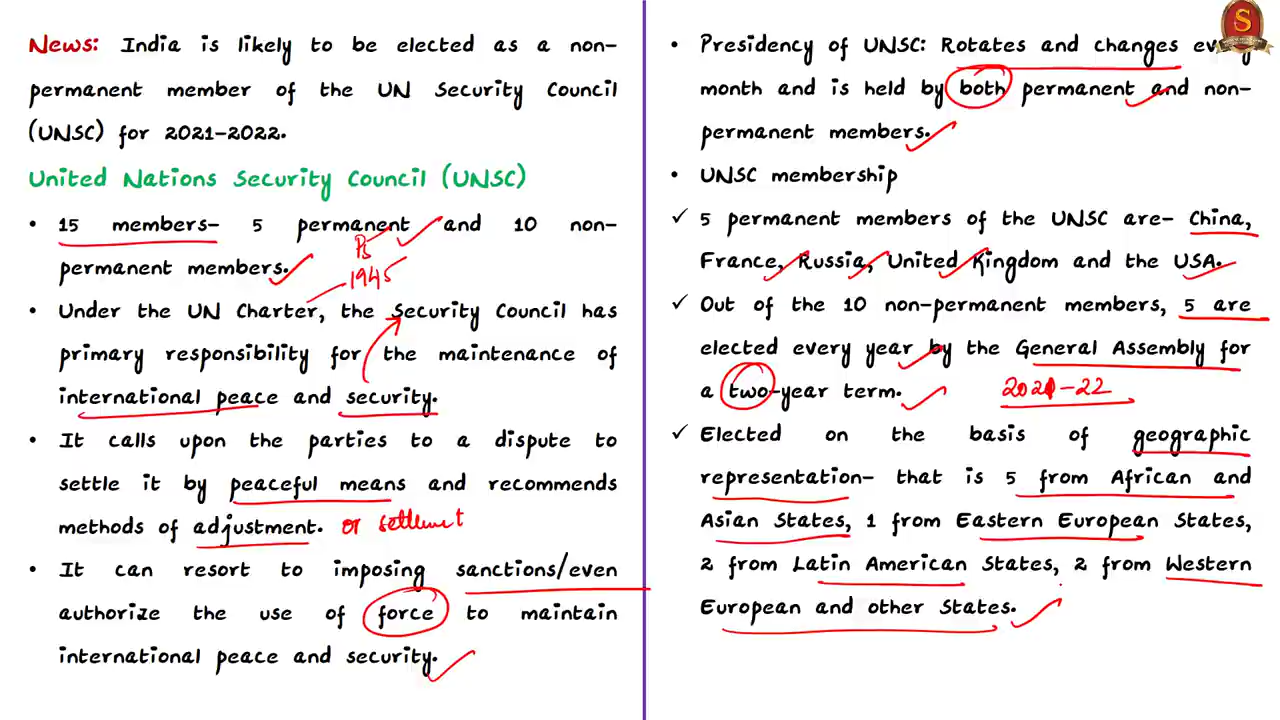 News: India is likely to be elected as a non-
permanent member of the UN Security Council
(UNSC) for 2021-2022.
United Nations Security Council (UNSC)
• 15 members- 5 permanent and 10 non-
permanent members.
P5
1945
• Under the UN Charter, the Security Council has
primary responsibility for the maintenance of
international peace and security.
• It calls upon the parties to a dispute to
settle it by peaceful means and recommends
methods of adjustment. or settlement
• It can resort to imposing sanctions/even
authorize the use of force to maintain
international peace and security.
• Presidency of UNSC: Rotates and changes every
month and is held by both permanent and non-
permanent members.
• UNSC membership
✓ 5 permanent members of the UNSC are- China,
France, Russia, United Kingdom and the USA.
✓ Out of the 10 non-permanent members, 5 are
elected every year by the General Assembly for
a two-year term. 2021-22
✓ Elected on the basis of geographic
representation- that is 5 from African and
Asian States, 1 from Eastern European States,
2 from Latin American States, 2 from Western
European and other States.
S